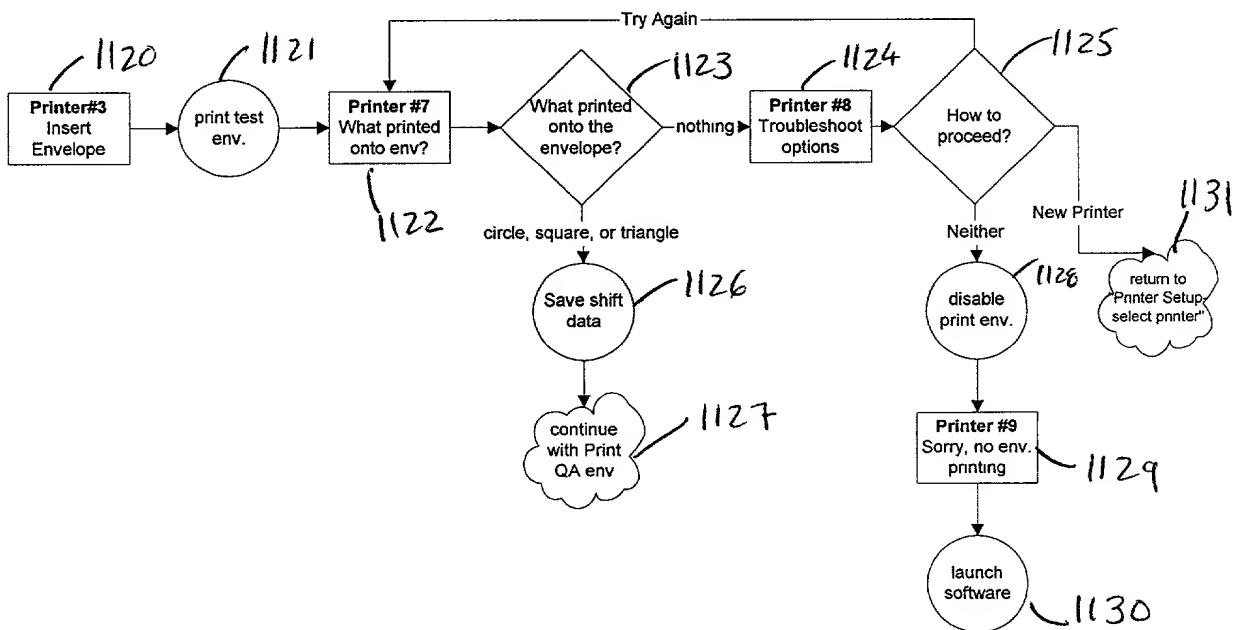 Try Again
1120
1121
1123
1124
1125
Printer#3
Insert
Envelope
print test
env.
Printer #7
What printed
onto env?
What printed
onto the
envelope?
nothing
Printer #8
Troubleshoot
options
How to
proceed?
1122
circle, square, or triangle
Neither
New Printer
1131
Save shift
data
1126
disable
print env.
1128
return to
"Printer Setup-
select printer"
continue
with Print
QA env
1127
Printer #9
Sorry, no env.
printing
1129
launch
software
1130